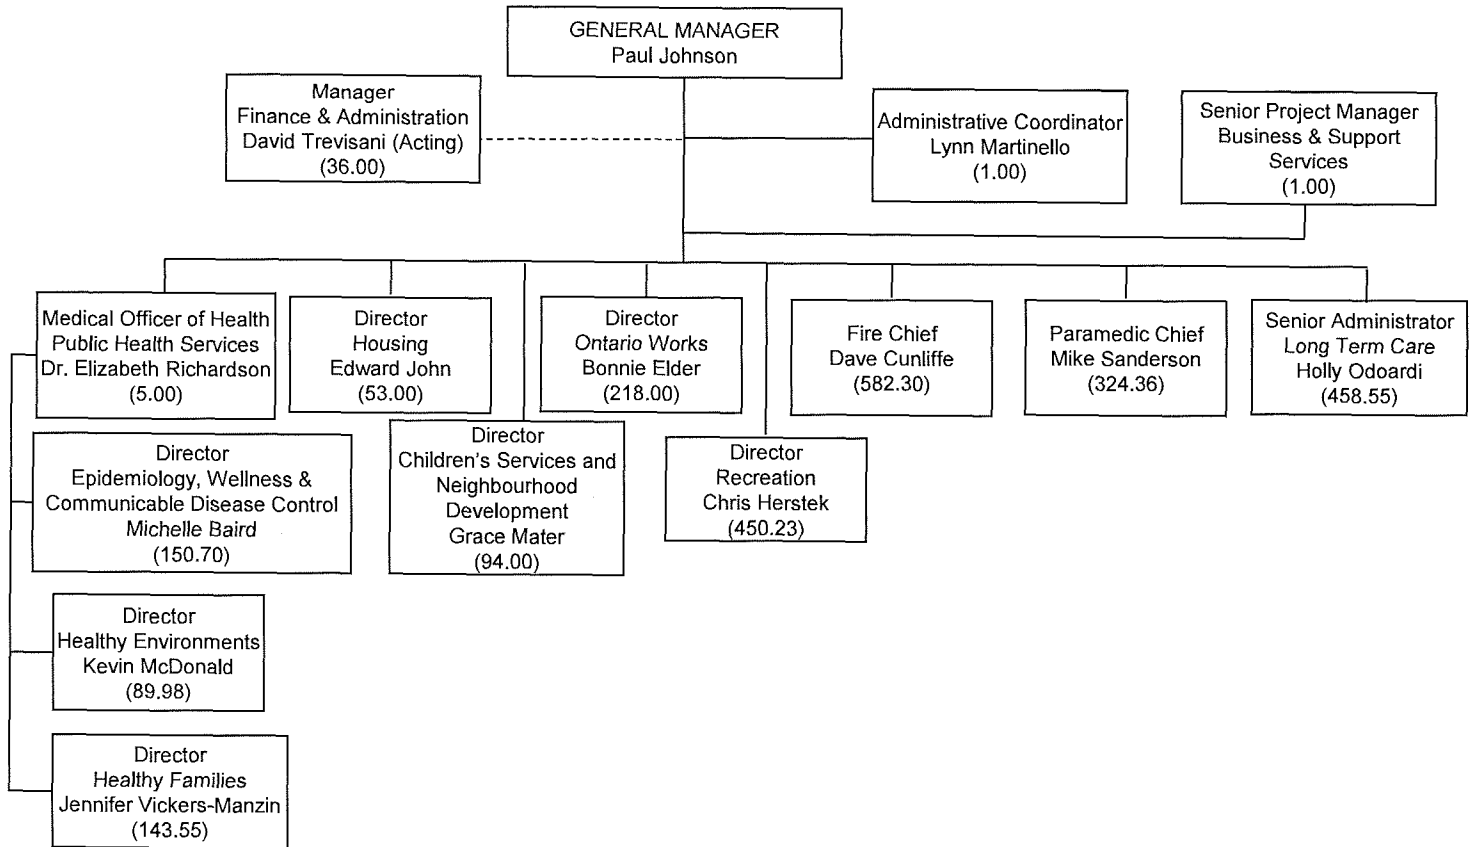 GENERAL MANAGER
Paul Johnson
Manager
Finance & Administration
David Trevisani (Acting)
(36.00)
Administrative Coordinator
Lynn Martinello
(1.00)
Senior Project Manager
Business & Support
Services
(1.00)
Medical Officer of Health
Public Health Services
Dr. Elizabeth Richardson
(5.00)
Director
Housing
Edward John
(53.00)
Director
Ontario Works
Bonnie Elder
(218.00)
Fire Chief
Dave Cunliffe
(582.30)
Paramedic Chief
Mike Sanderson
(324.36)
Senior Administrator
Long Term Care
Holly Odoardi
(458.55)
Director
Epidemiology, Wellness &
Communicable Disease Control
Michelle Baird
(150.70)
Director
Children's Services and
Neighbourhood
Development
Grace Mater
(94.00)
Director
Recreation
Chris Herstek
(450.23)
Director
Healthy Environments
Kevin McDonald
(89.98)
Director
Healthy Families
Jennifer Vickers-Manzin
(143.55)